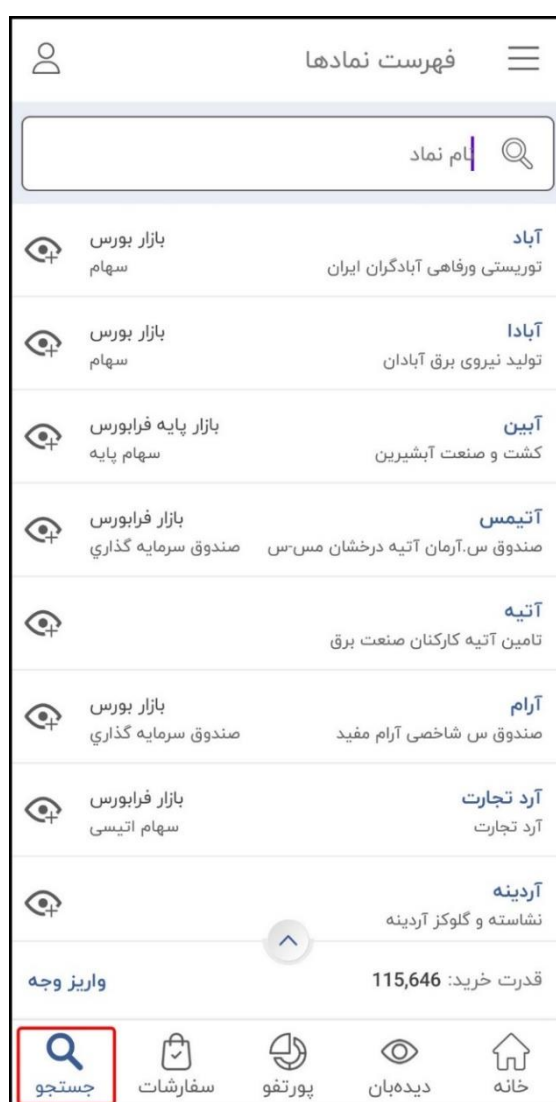 فهرست نمادها
نام نماد
آباد
بازار بورس
توریستی ورفاهی آبادگران ایران
سهام
آبادا
بازار بورس
تولید نیروی برق آبادان
سهام
آبین
بازار پایه فرابورس
کشت و صنعت آبشیرین
سهام پایه
آتیمس
بازار فرابورس
صندوق س.آرمان آتیه درخشان مس-س
صندوق سرمایه گذاري
آتیه
تامین آتیه کارکنان صنعت برق
آرام
بازار بورس
صندوق س شاخصی آرام مفید
صندوق سرمایه گذاري
آرد تجارت
بازار فرابورس
آرد تجارت
سهام اتیسی
آردینه
نشاسته و گلوکز آردینه
قدرت خرید: 115,646
واریز وجه
خانه
دیده‌بان
پورتفو
سفارشات
جستجو